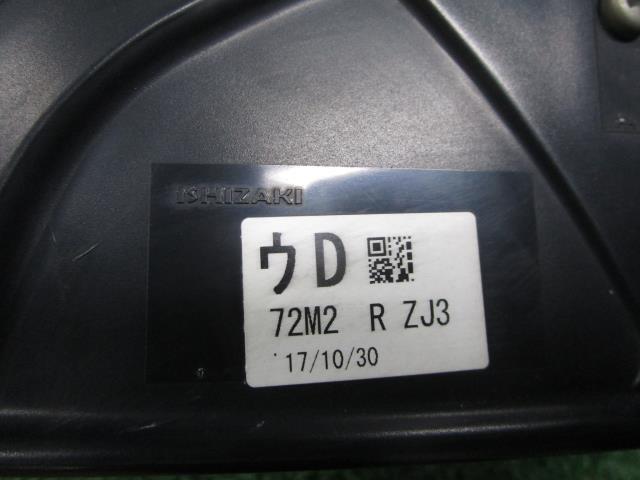 ISHIZAKI
ウD
72M2 R ZJ3
'17/10/30